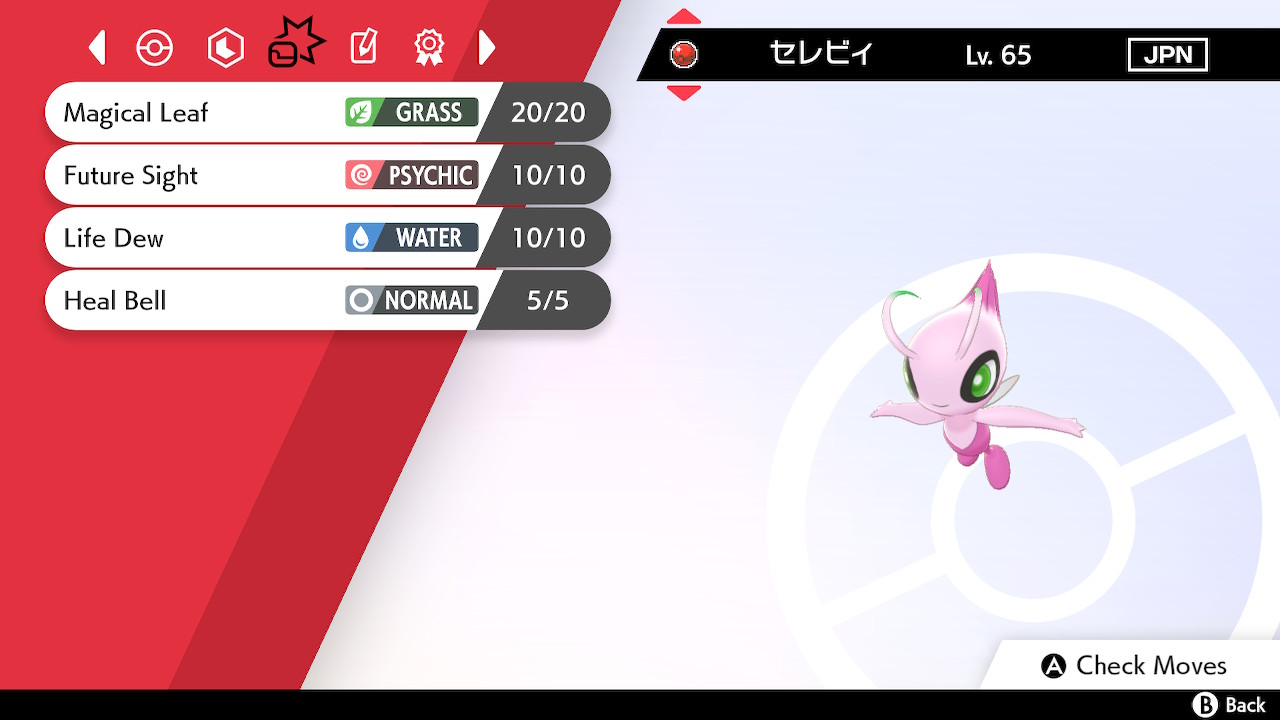 セレビィ Lv. 65 JPN
Magical Leaf GRASS 20/20
Future Sight PSYCHIC 10/10
Life Dew WATER 10/10
Heal Bell NORMAL 5/5
A Check Moves
B Back